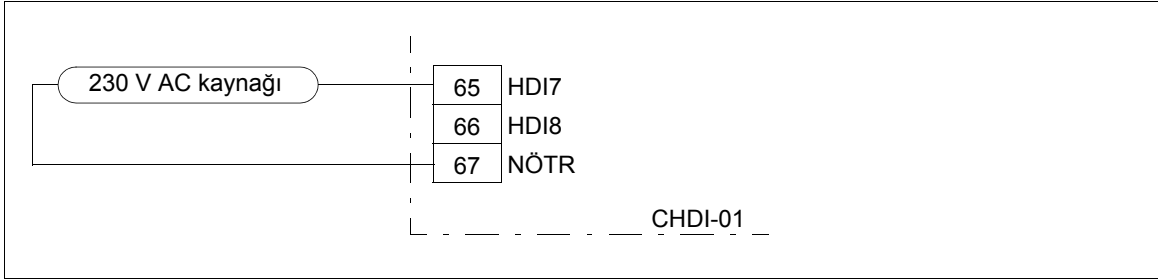 230 V AC kaynağı
65 HDI7
66 HDI8
67 NÖTR
CHDI-01